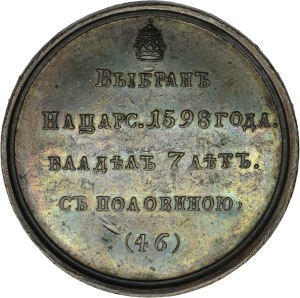 ВЫБРАНЪ
НА ЦАРС. 1598 ГОДА.
ВЛАДѢЛЪ 7 ЛѢТЪ.
СЪ ПОЛОВИНОЮ,
(46)